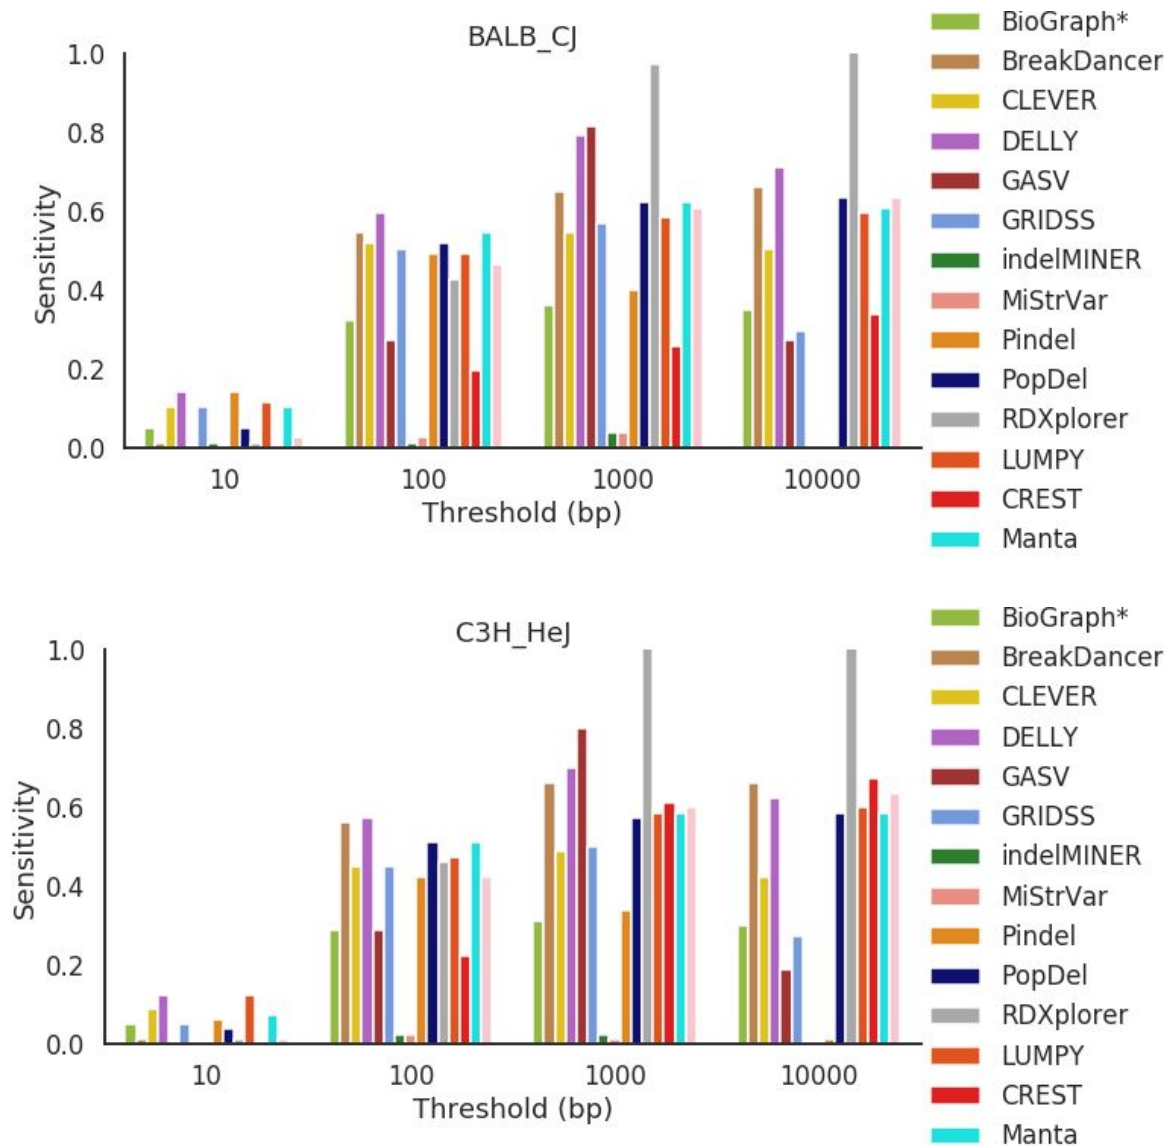 BALB_CJ
1.0
0.8
0.6
0.4
0.2
0.0
Sensitivity
10 100 1000 10000
Threshold (bp)
BioGraph*
BreakDancer
CLEVER
DELLY
GASV
GRIDSS
indelMINER
MiStrVar
Pindel
PopDel
RDXplorer
LUMPY
CREST
Manta
C3H_HeJ
1.0
0.8
0.6
0.4
0.2
0.0
Sensitivity
10 100 1000 10000
Threshold (bp)
BioGraph*
BreakDancer
CLEVER
DELLY
GASV
GRIDSS
indelMINER
MiStrVar
Pindel
PopDel
RDXplorer
LUMPY
CREST
Manta